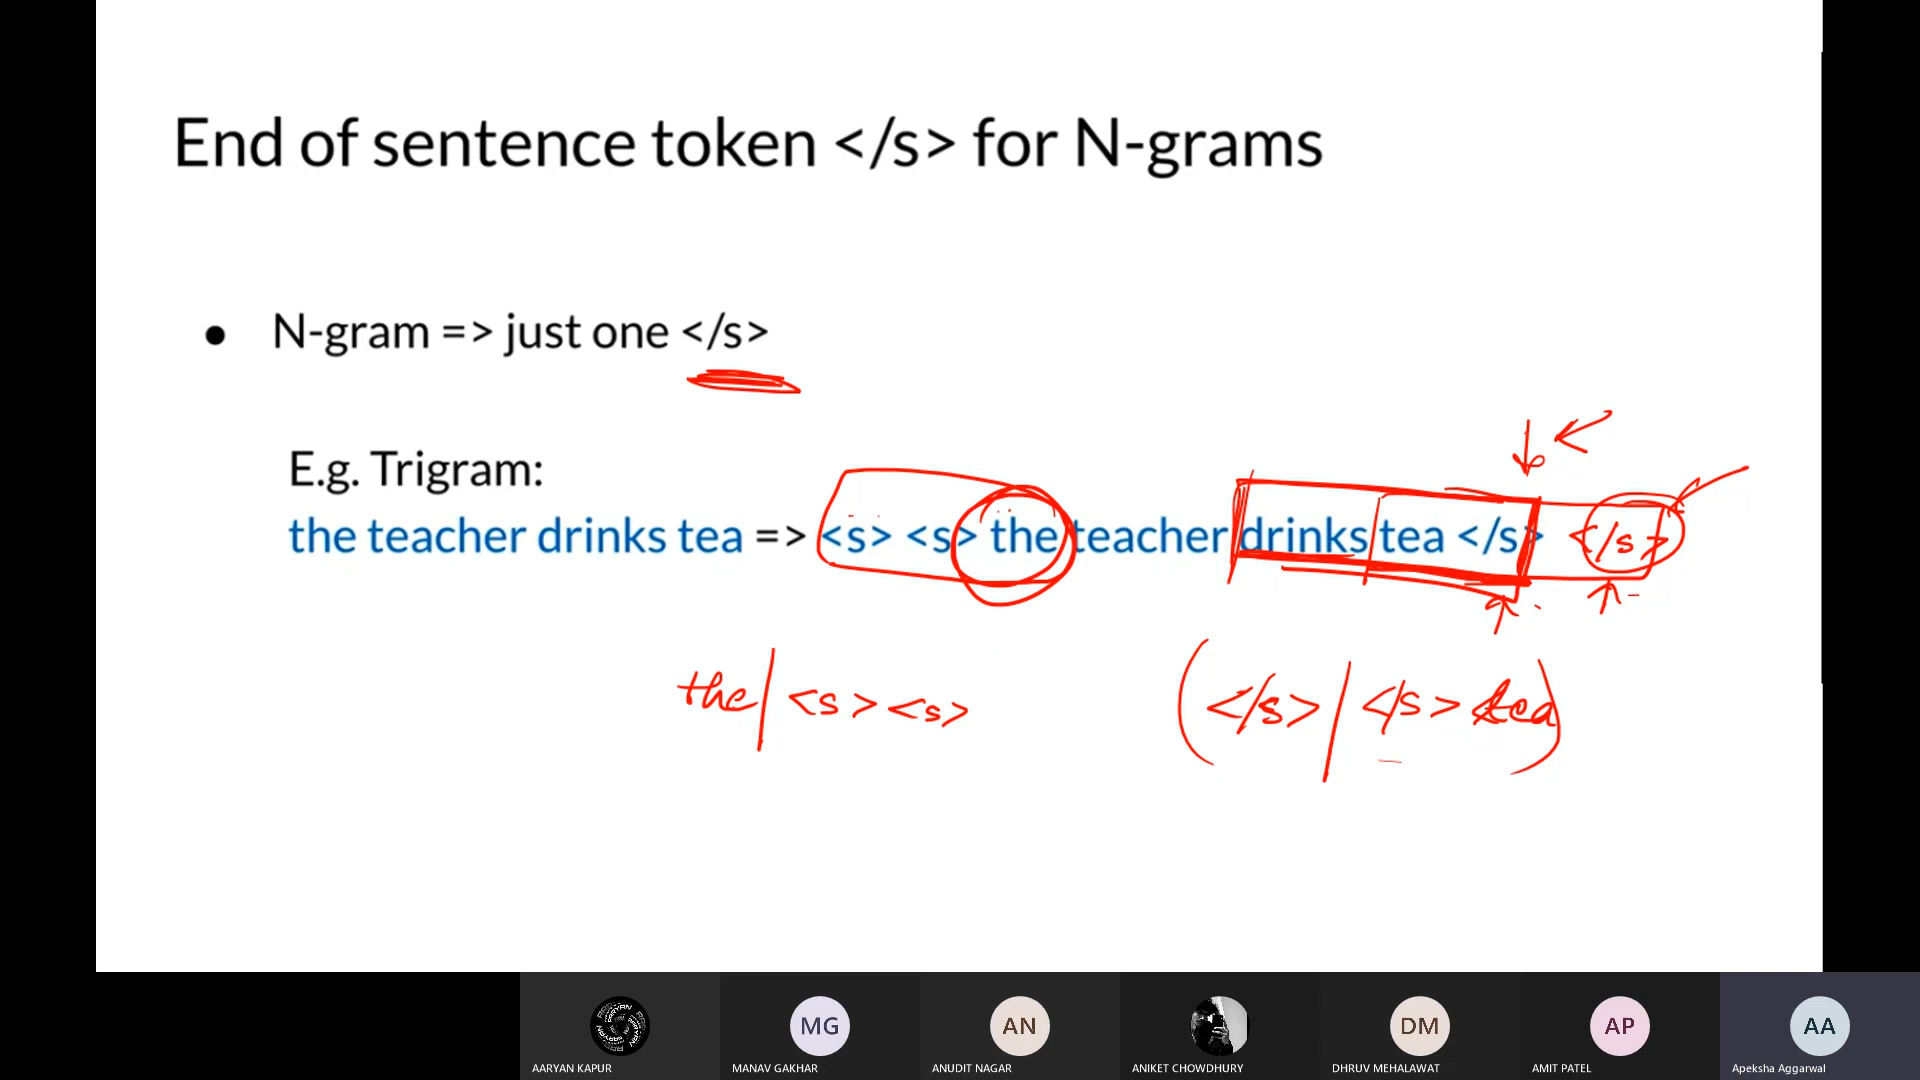 End of sentence token </s> for N-grams
● N-gram => just one </s>
E.g. Trigram:
the teacher drinks tea => <s> <s> the teacher drinks tea </s> </s>
the | <s> <s>
(</s> | </s> tea)
AARYAN KAPUR
MG
MANAV GAKHAR
AN
ANUDIT NAGAR
ANIKET CHOWDHURY
DM
DHRUV MEHALAWAT
AP
AMIT PATEL
AA
Apeksha Aggarwal